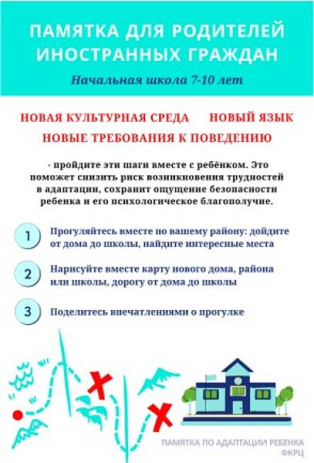 ПАМЯТКА ДЛЯ РОДИТЕЛЕЙ
ИНОСТРАННЫХ ГРАЖДАН
Начальная школа 7-10 лет
НОВАЯ КУЛЬТУРНАЯ СРЕДА НОВЫЙ ЯЗЫК
НОВЫЕ ТРЕБОВАНИЯ К ПОВЕДЕНИЮ
- пройдите эти шаги вместе с ребёнком. Это
поможет снизить риск возникновения трудностей
в адаптации, сохранит ощущение безопасности
ребенка и его психологическое благополучие.
1 Прогуляйтесь вместе по вашему району: дойдите
от дома до школы, найдите интересные места
2 Нарисуйте вместе карту нового дома, района
или школы, дорогу от дома до школы
3 Поделитесь впечатлениями о прогулке
ПАМЯТКА ПО АДАПТАЦИИ РЕБЕНКА
ФКРЦ